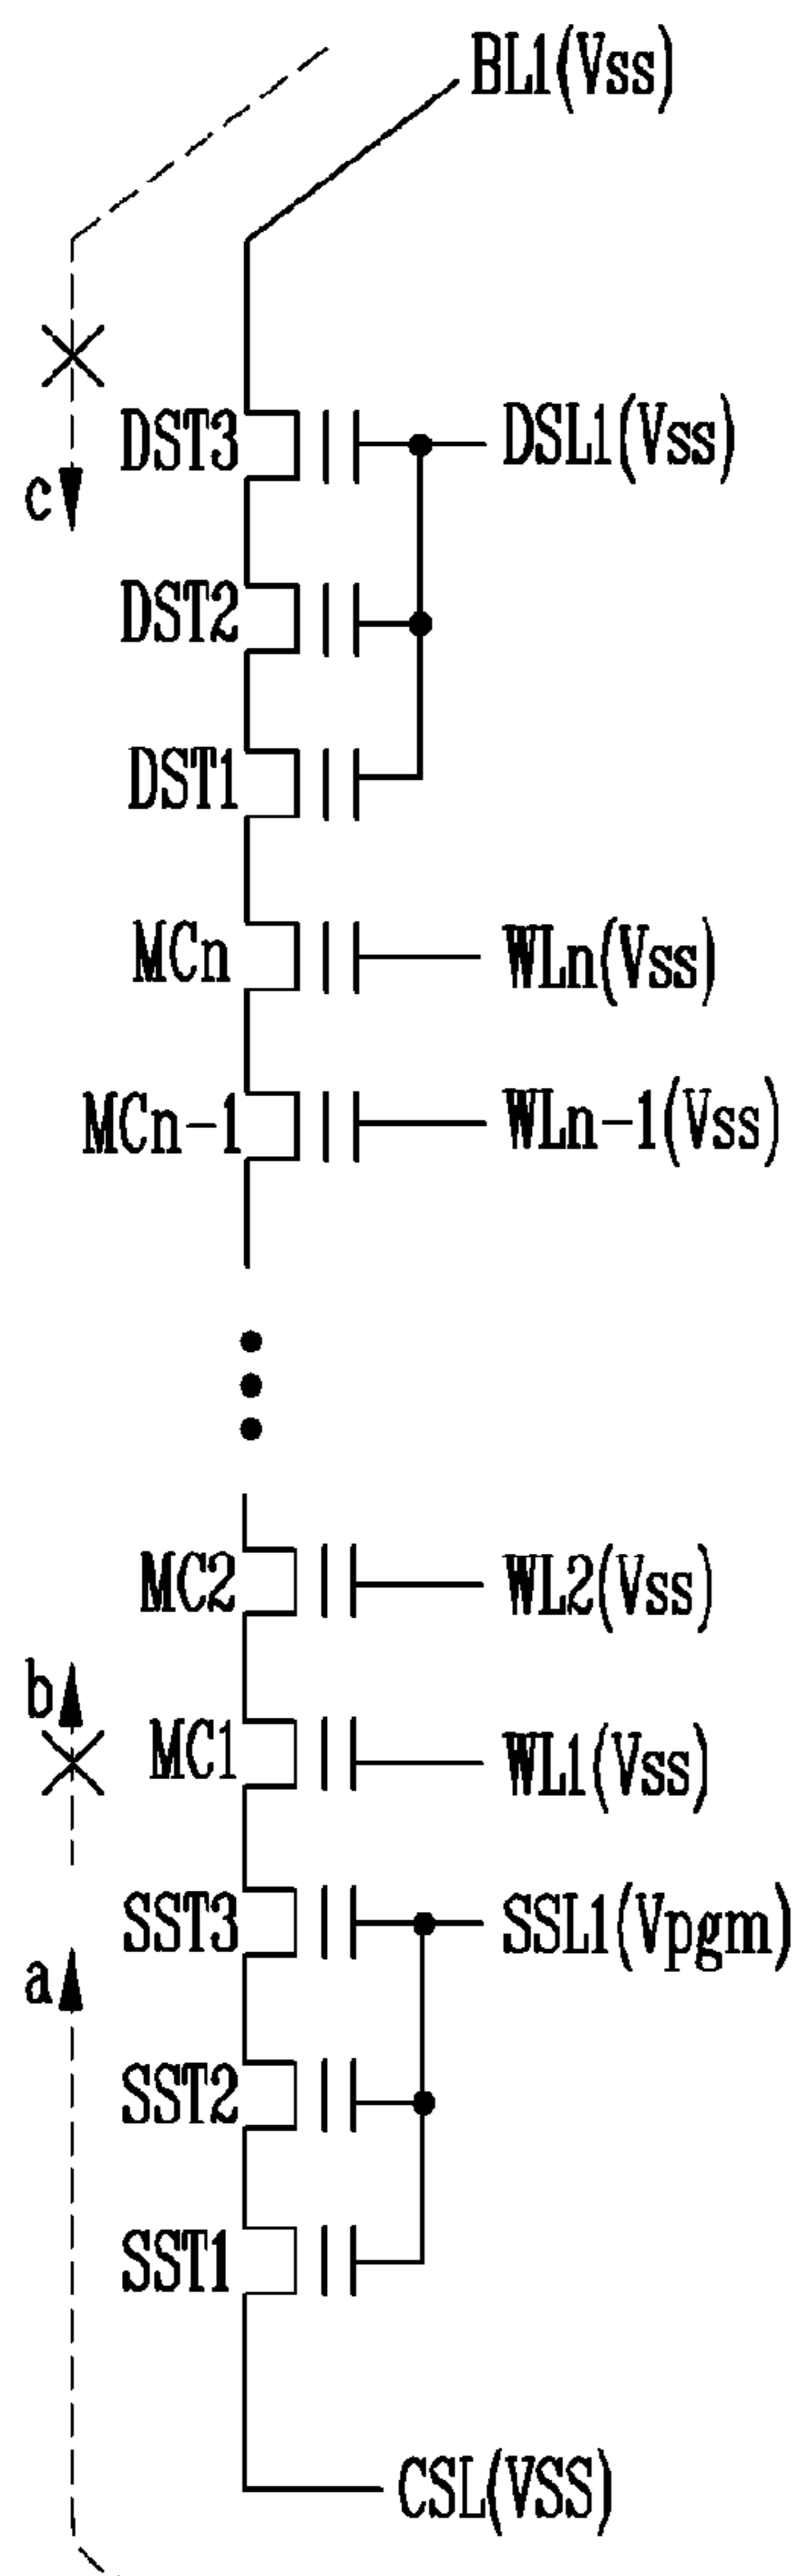 BL1(Vss)
DST3 DSL1(Vss)
c
DST2
DST1
MCn WLn(Vss)
MCn-1 WLn-1(Vss)
MC2 WL2(Vss)
b
MC1 WL1(Vss)
SST3 SSL1(Vpgm)
a
SST2
SST1
CSL(VSS)